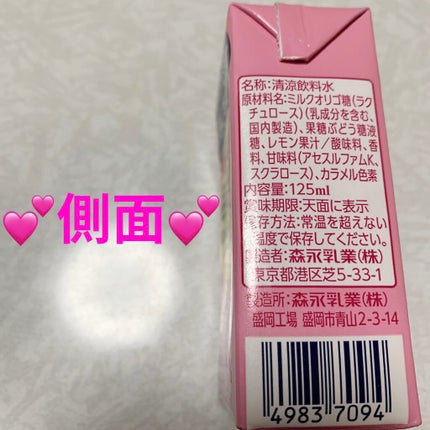 💕側面💕
名称:清涼飲料水
原材料名:ミルクオリゴ糖(ラク
チュロース)(乳成分を含む、
国内製造)、果糖ぶどう糖液
糖、レモン果汁/酸味料、香
料、甘味料(アセスルファムK、
スクラロース)、カラメル色素
内容量:125ml
賞味期限:天面に表示
保存方法:常温を超えない
温度で保存してください。
製造者:森永乳業(株)
東京都港区芝5-33-1
製造所:森永乳業(株)
盛岡工場 盛岡市青山2-3-14
4983 7094